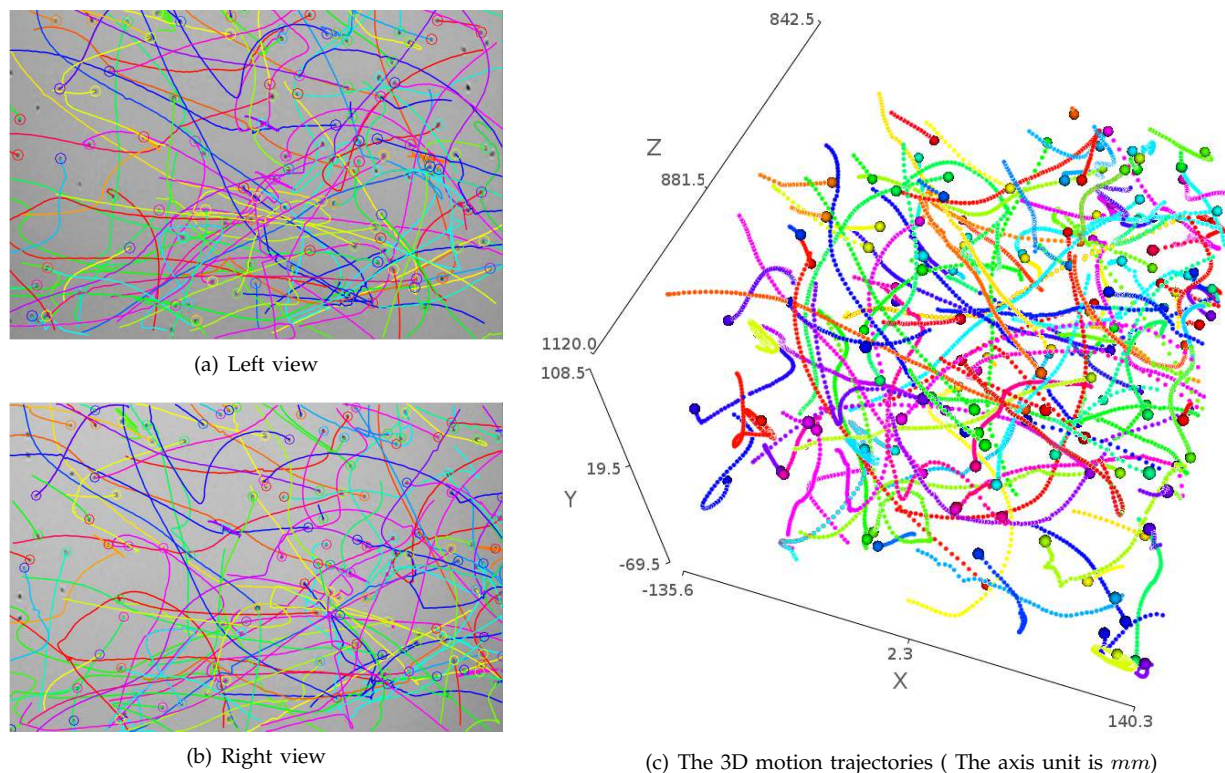 (a) Left view
(b) Right view
842.5
Z
881.5
1120.0
108.5
19.5
Y
-69.5
-135.6
2.3
X
140.3
(c) The 3D motion trajectories ( The axis unit is mm)